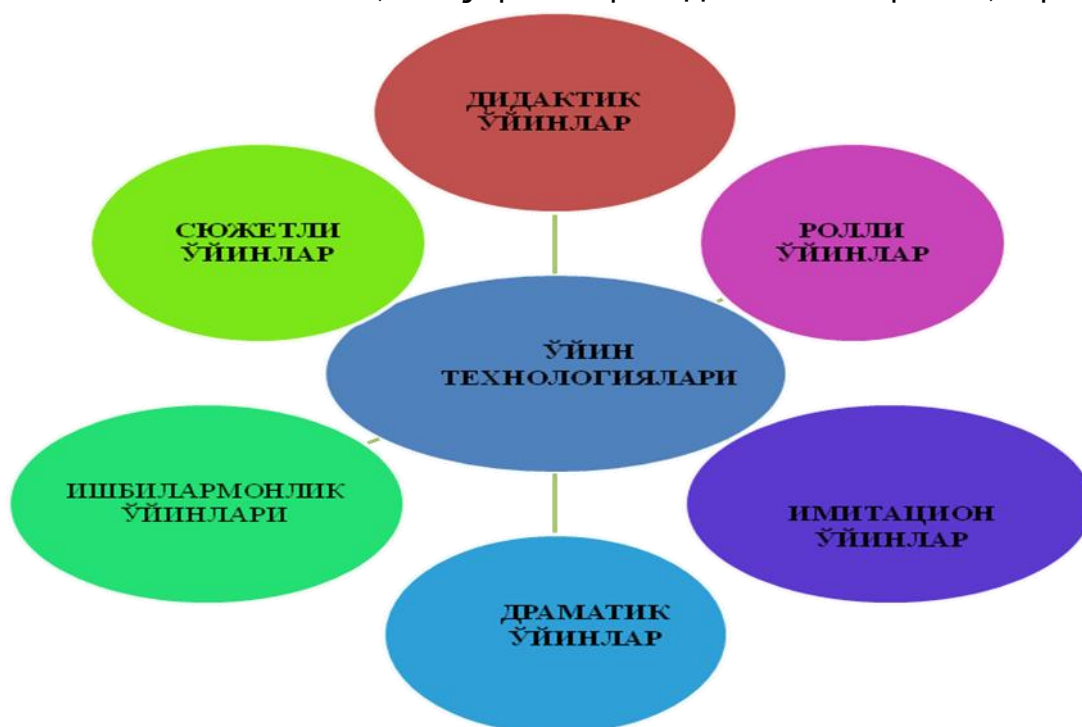 ДИДАКТИК
ЎЙИНЛАР
СЮЖЕТЛИ
ЎЙИНЛАР
РОЛЛИ
ЎЙИНЛАР
ЎЙИН
ТЕХНОЛОГИЯЛАРИ
ИШБИЛАРМОНЛИК
ЎЙИНЛАРИ
ИМИТАЦИОН
ЎЙИНЛАР
ДРАМАТИК
ЎЙИНЛАР